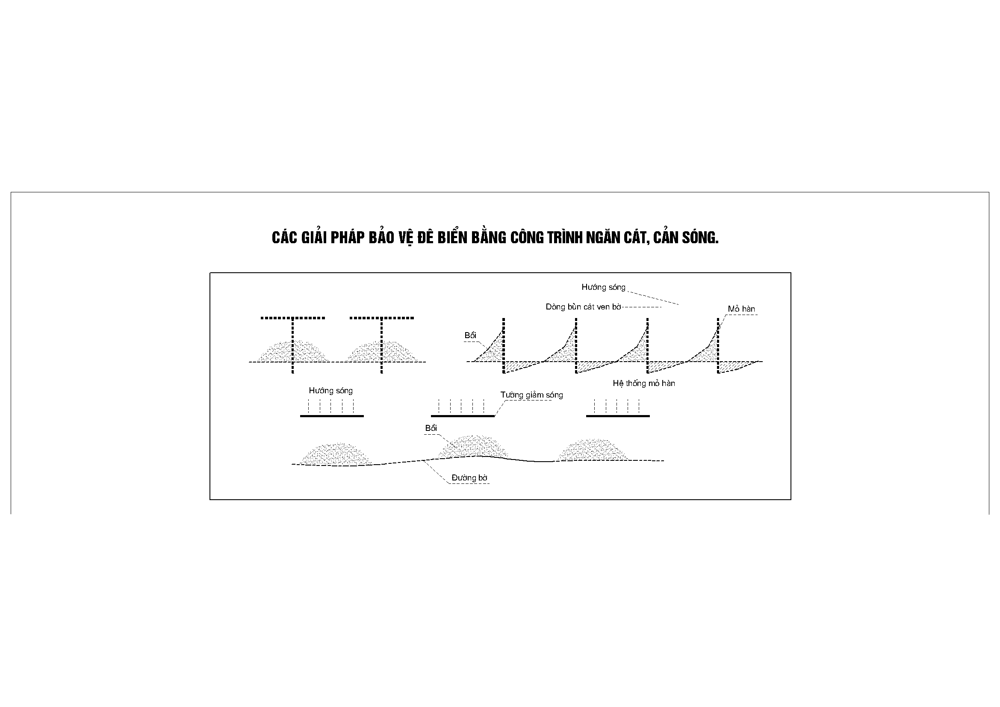 CÁC GIẢI PHÁP BẢO VỆ ĐÊ BIỂN BẰNG CÔNG TRÌNH NGĂN CÁT, CẢN SÓNG.
Hướng sóng
Dòng bùn cát ven bờ
Mỏ hàn
Bồi
Hệ thống mỏ hàn
Hướng sóng
Tường giảm sóng
Bồi
Đường bờ